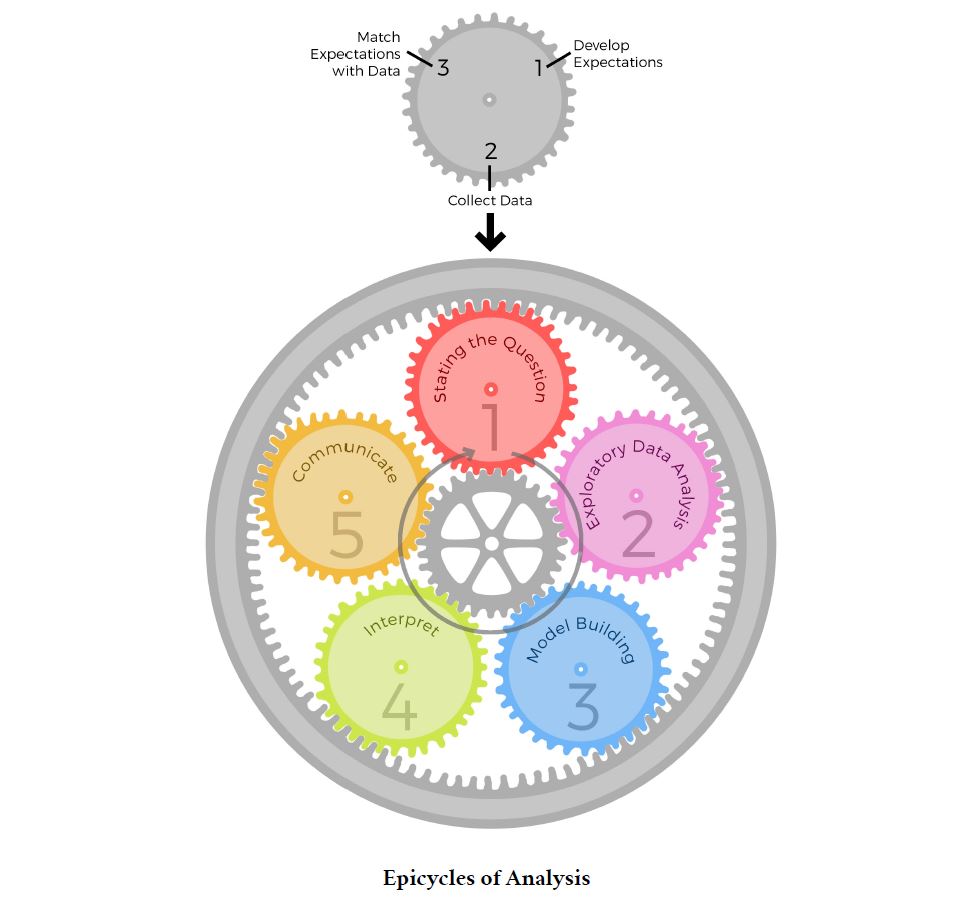 Match
Expectations
with Data
3
1
Develop
Expectations
2
Collect Data
Stating the Question
1
Exploratory Data Analysis
2
Model Building
3
Interpret
4
Communicate
5
Epicycles of Analysis